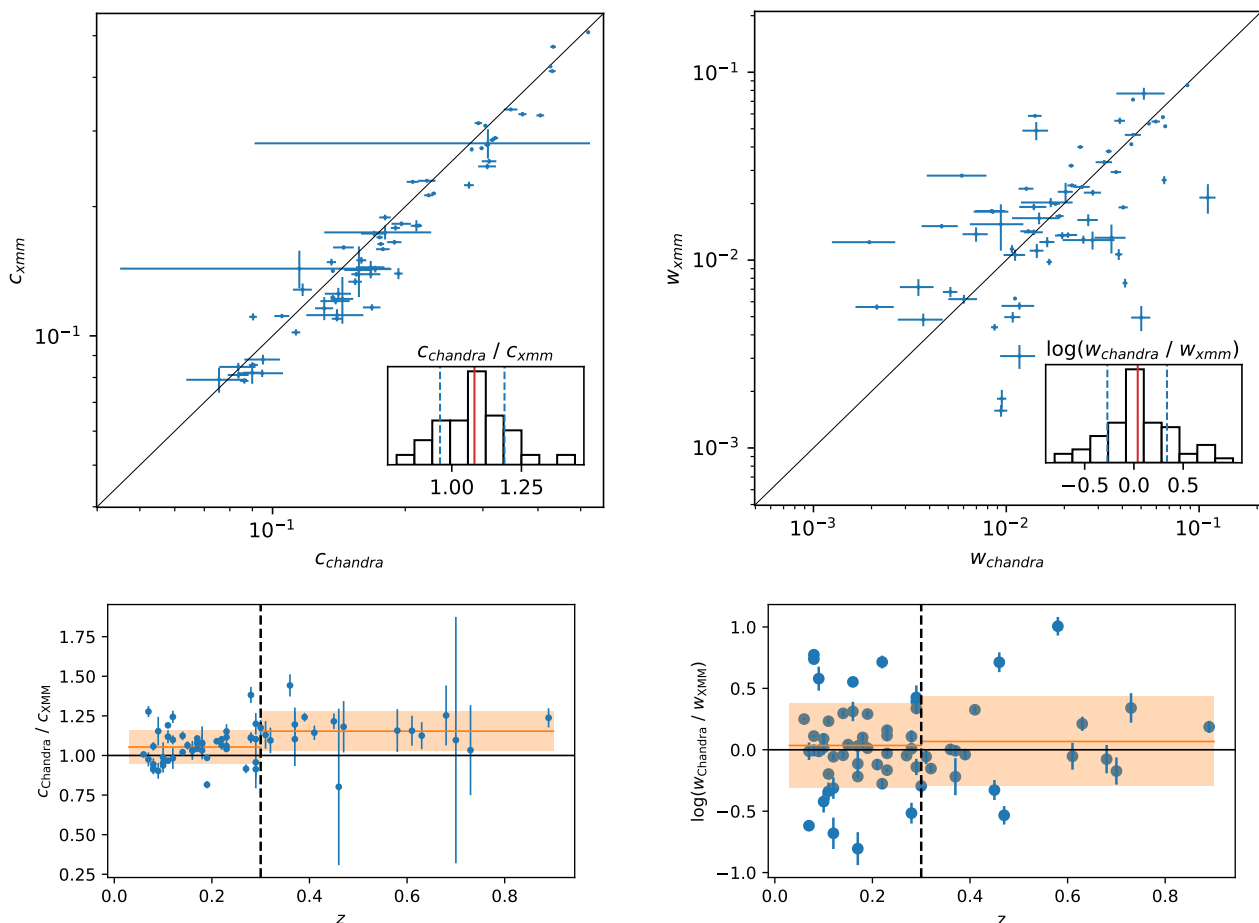 c_xmm
10⁻¹
c_chandra / c_xmm
1.00 1.25
10⁻¹
c_chandra
w_xmm
10⁻¹
10⁻²
10⁻³
log(w_chandra / w_xmm)
−0.5 0.0 0.5
10⁻³ 10⁻² 10⁻¹
w_chandra
c_Chandra / c_XMM
1.75
1.50
1.25
1.00
0.75
0.50
0.25
0.0 0.2 0.4 0.6 0.8
z
log(w_Chandra / w_XMM)
1.0
0.5
0.0
−0.5
−1.0
0.0 0.2 0.4 0.6 0.8
z